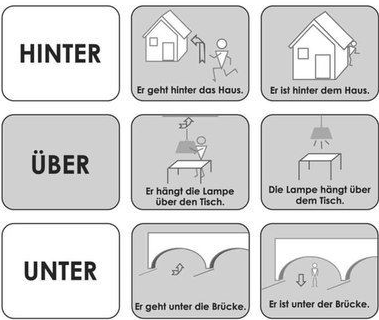 HINTER
Er geht hinter das Haus.
Er ist hinter dem Haus.
ÜBER
Er hängt die Lampe
über den Tisch.
Die Lampe hängt über
dem Tisch.
UNTER
Er geht unter die Brücke.
Er ist unter der Brücke.